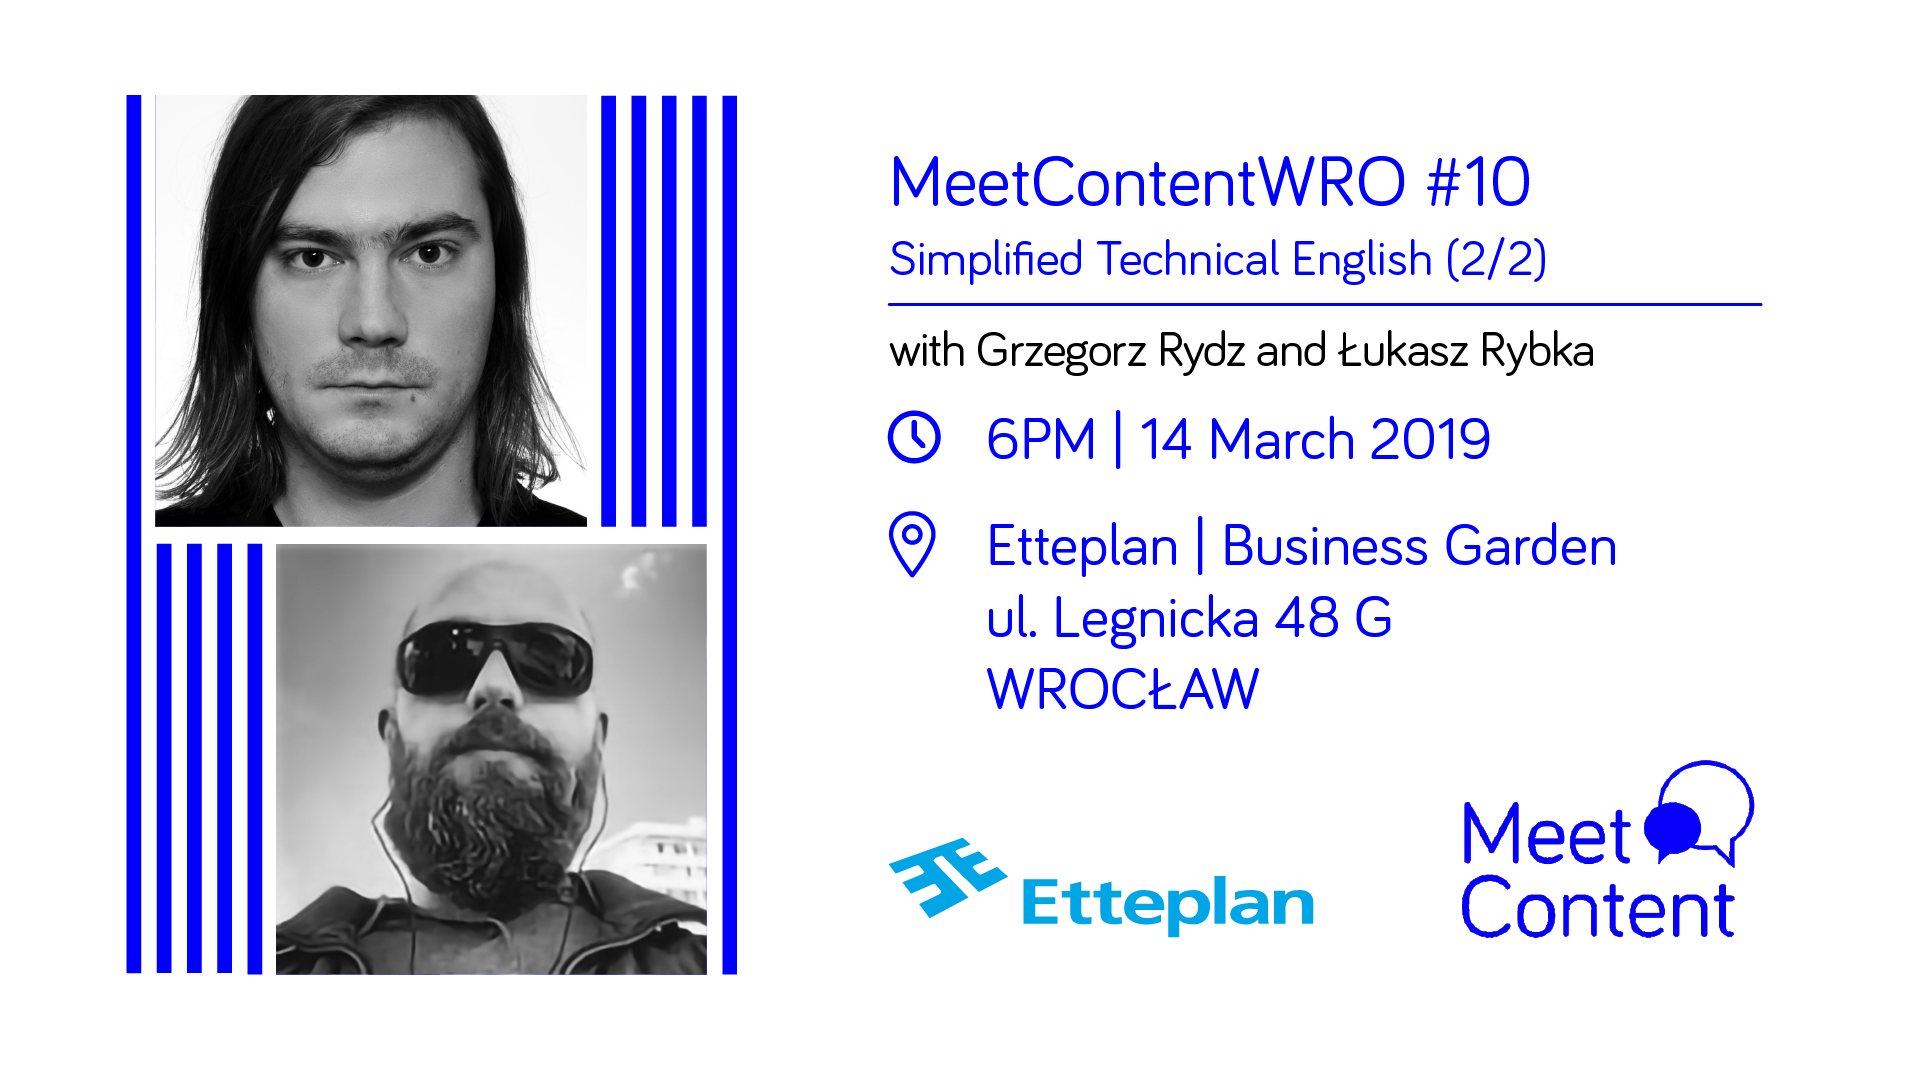 MeetContentWRO #10
Simplified Technical English (2/2)
with Grzegorz Rydz and Łukasz Rybka
6PM | 14 March 2019
Etteplan | Business Garden
ul. Legnicka 48 G
WROCŁAW
Etteplan
Meet
Content